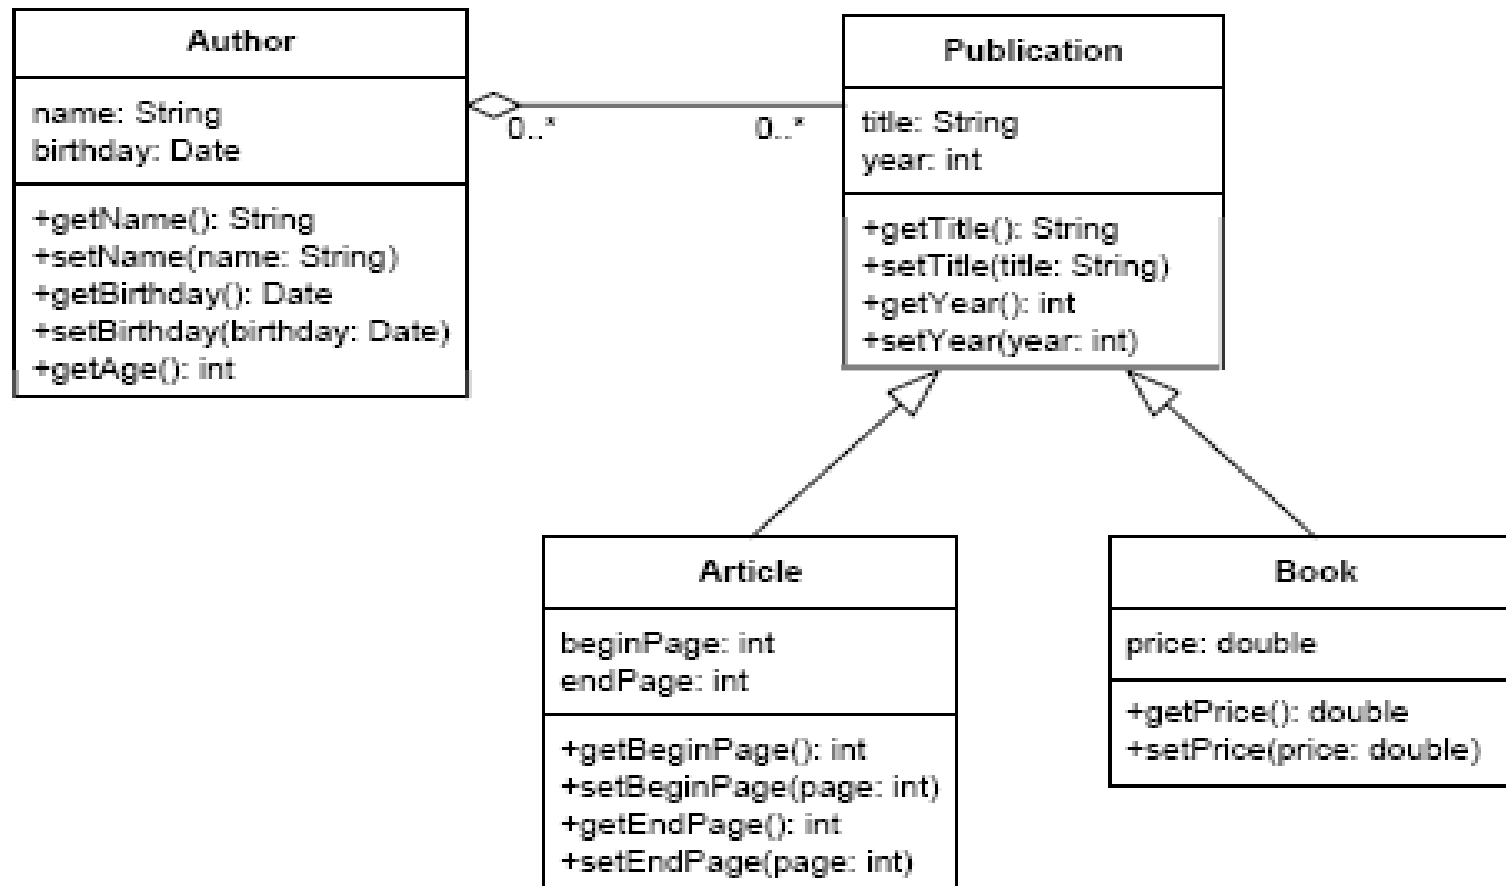 Author
name: String
birthday: Date
+getName(): String
+setName(name: String)
+getBirthday(): Date
+setBirthday(birthday: Date)
+getAge(): int
0..*
0..*
Publication
title: String
year: int
+getTitle(): String
+setTitle(title: String)
+getYear(): int
+setYear(year: int)
Article
beginPage: int
endPage: int
+getBeginPage(): int
+setBeginPage(page: int)
+getEndPage(): int
+setEndPage(page: int)
Book
price: double
+getPrice(): double
+setPrice(price: double)